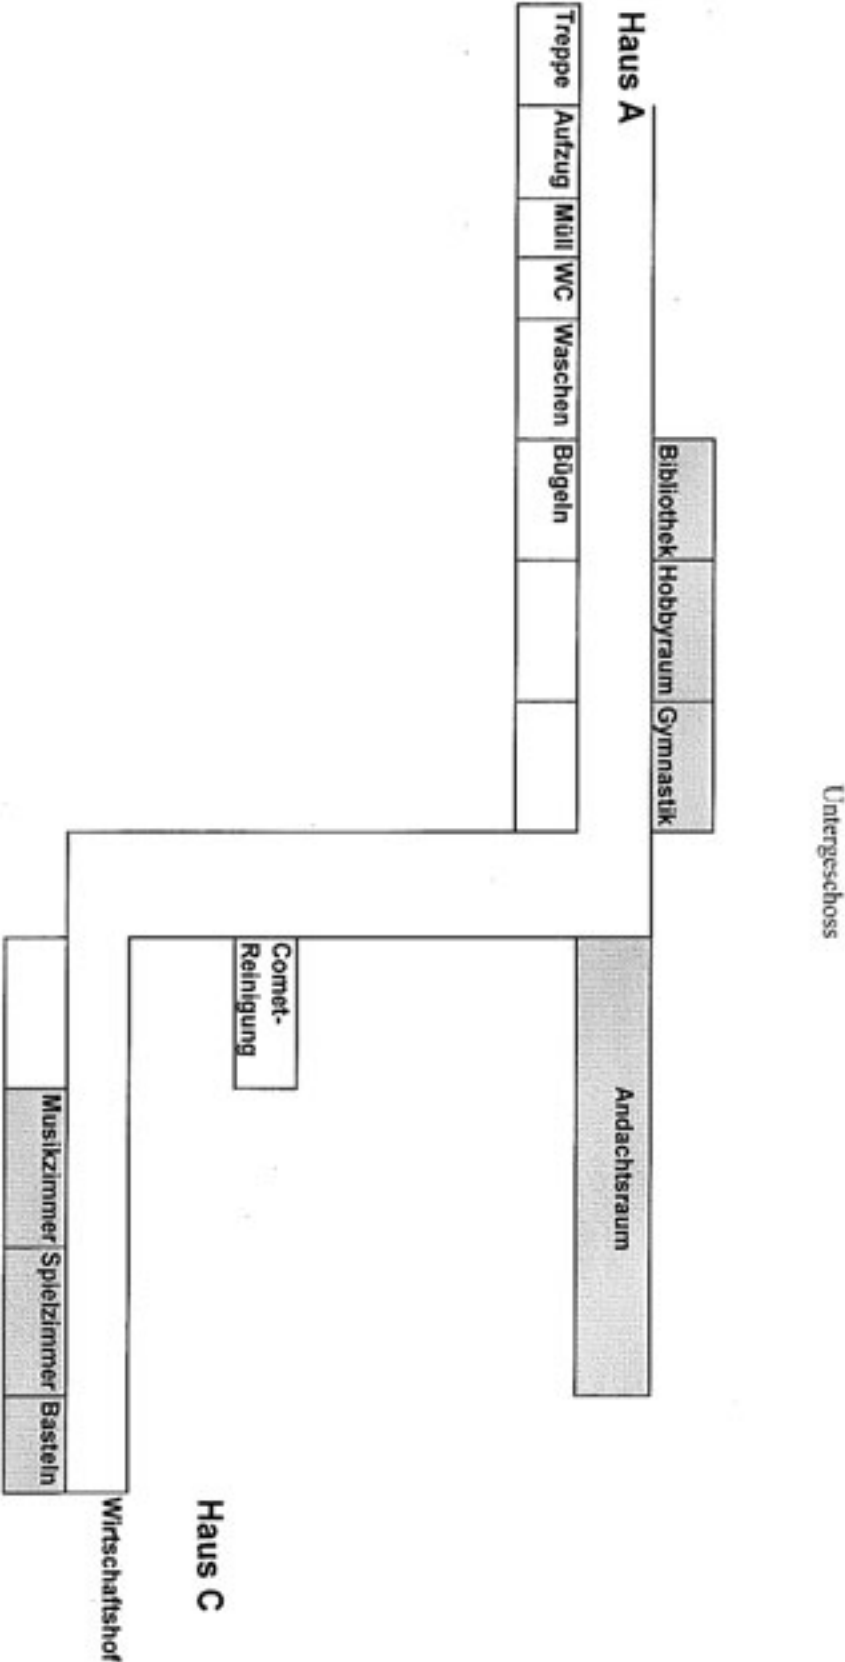 Untergeschoss
Haus A
Bibliothek
Hobbyraum
Gymnastik
Treppe
Aufzug
Müll
WC
Waschen
Bügeln
Andachtsraum
Comet-
Reinigung
Haus C
Musikzimmer
Spielzimmer
Basteln
Wirtschaftshof